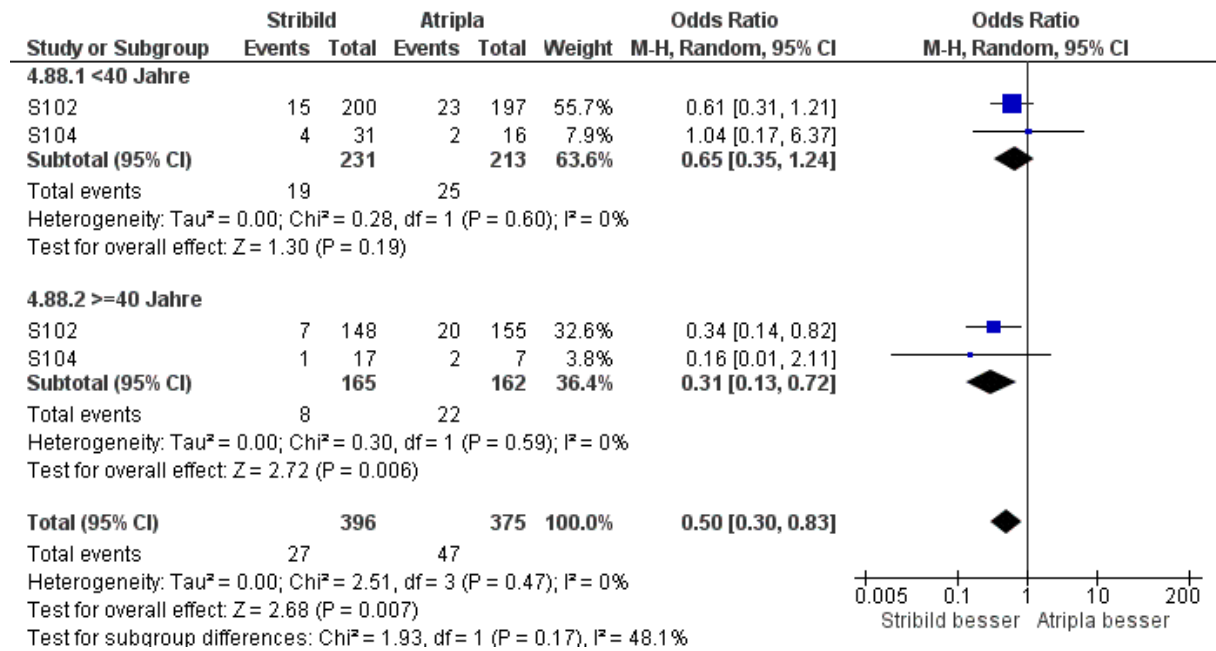 Stribild Atripla Odds Ratio Odds Ratio
Study or Subgroup Events Total Events Total Weight M-H, Random, 95% CI M-H, Random, 95% CI
4.88.1 <40 Jahre
S102 15 200 23 197 55.7% 0.61 [0.31, 1.21]
S104 4 31 2 16 7.9% 1.04 [0.17, 6.37]
Subtotal (95% CI) 231 213 63.6% 0.65 [0.35, 1.24]
Total events 19 25
Heterogeneity: Tau² = 0.00; Chi² = 0.28, df = 1 (P = 0.60); I² = 0%
Test for overall effect: Z = 1.30 (P = 0.19)
4.88.2 >=40 Jahre
S102 7 148 20 155 32.6% 0.34 [0.14, 0.82]
S104 1 17 2 7 3.8% 0.16 [0.01, 2.11]
Subtotal (95% CI) 165 162 36.4% 0.31 [0.13, 0.72]
Total events 8 22
Heterogeneity: Tau² = 0.00; Chi² = 0.30, df = 1 (P = 0.59); I² = 0%
Test for overall effect: Z = 2.72 (P = 0.006)
Total (95% CI) 396 375 100.0% 0.50 [0.30, 0.83]
Total events 27 47
Heterogeneity: Tau² = 0.00; Chi² = 2.51, df = 3 (P = 0.47); I² = 0%
Test for overall effect: Z = 2.68 (P = 0.007)
Test for subgroup differences: Chi² = 1.93, df = 1 (P = 0.17), I² = 48.1%
0.005 0.1 1 10 200
Stribild besser Atripla besser